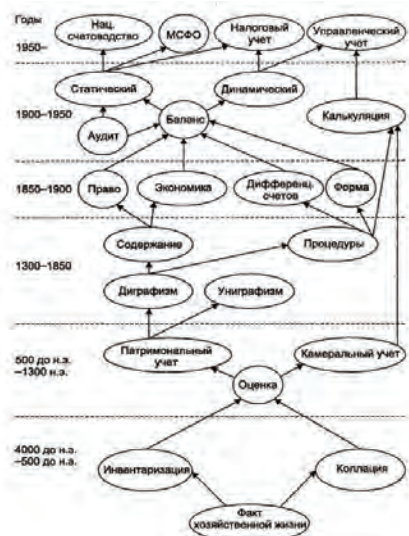 Годы
1950–
Нац.
счетоводство
МСФО
Налоговый
учет
Управленческий
учет
Статический
Динамический
1900–1950
Аудит
Баланс
Калькуляция
1850–1900
Право
Экономика
Дифференц.
счетов
Форма
Содержание
Процедуры
1300–1850
Диграфизм
Униграфизм
500 до н.э.
–1300 н.э.
Патримональный
учет
Камеральный учет
Оценка
4000 до н.а.
–500 до н.а.
Инвентаризация
Коллация
Факт
хозяйственной жизни